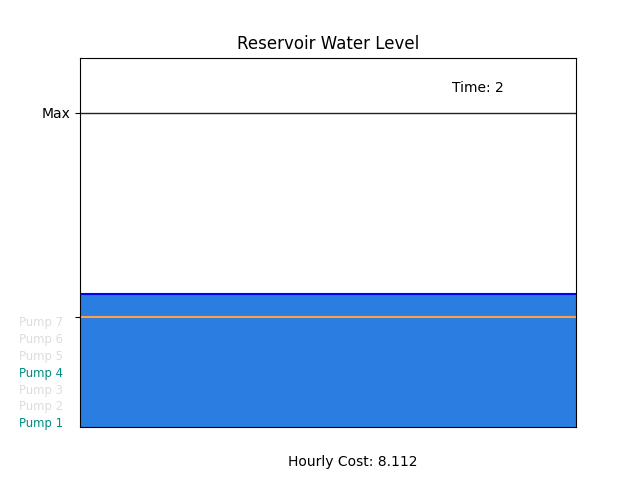 Reservoir Water Level
Time: 2
Max
Pump 7
Pump 6
Pump 5
Pump 4
Pump 3
Pump 2
Pump 1
Hourly Cost: 8.112